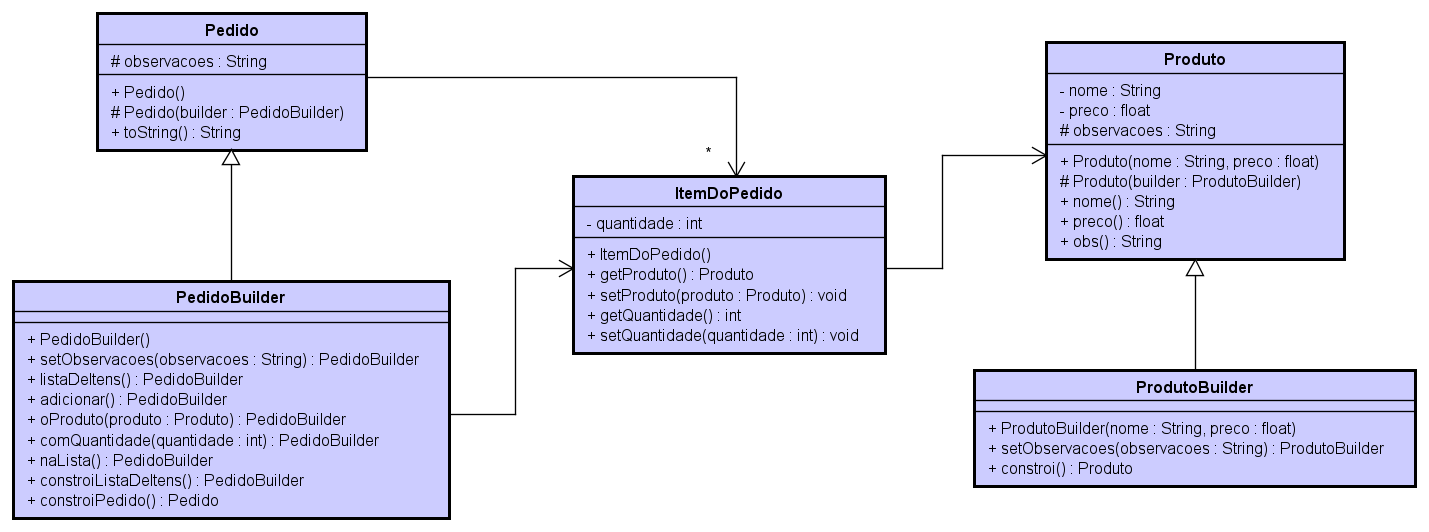 Pedido
# observacoes : String
+ Pedido()
# Pedido(builder : PedidoBuilder)
+ toString() : String
*
Produto
- nome : String
- preco : float
# observacoes : String
+ Produto(nome : String, preco : float)
# Produto(builder : ProdutoBuilder)
+ nome() : String
+ preco() : float
+ obs() : String
ItemDoPedido
- quantidade : int
+ ItemDoPedido()
+ getProduto() : Produto
+ setProduto(produto : Produto) : void
+ getQuantidade() : int
+ setQuantidade(quantidade : int) : void
PedidoBuilder
+ PedidoBuilder()
+ setObservacoes(observacoes : String) : PedidoBuilder
+ listaDeItens() : PedidoBuilder
+ adicionar() : PedidoBuilder
+ oProduto(produto : Produto) : PedidoBuilder
+ comQuantidade(quantidade : int) : PedidoBuilder
+ naLista() : PedidoBuilder
+ constroiListaDeItens() : PedidoBuilder
+ constroiPedido() : Pedido
ProdutoBuilder
+ ProdutoBuilder(nome : String, preco : float)
+ setObservacoes(observacoes : String) : ProdutoBuilder
+ constroi() : Produto